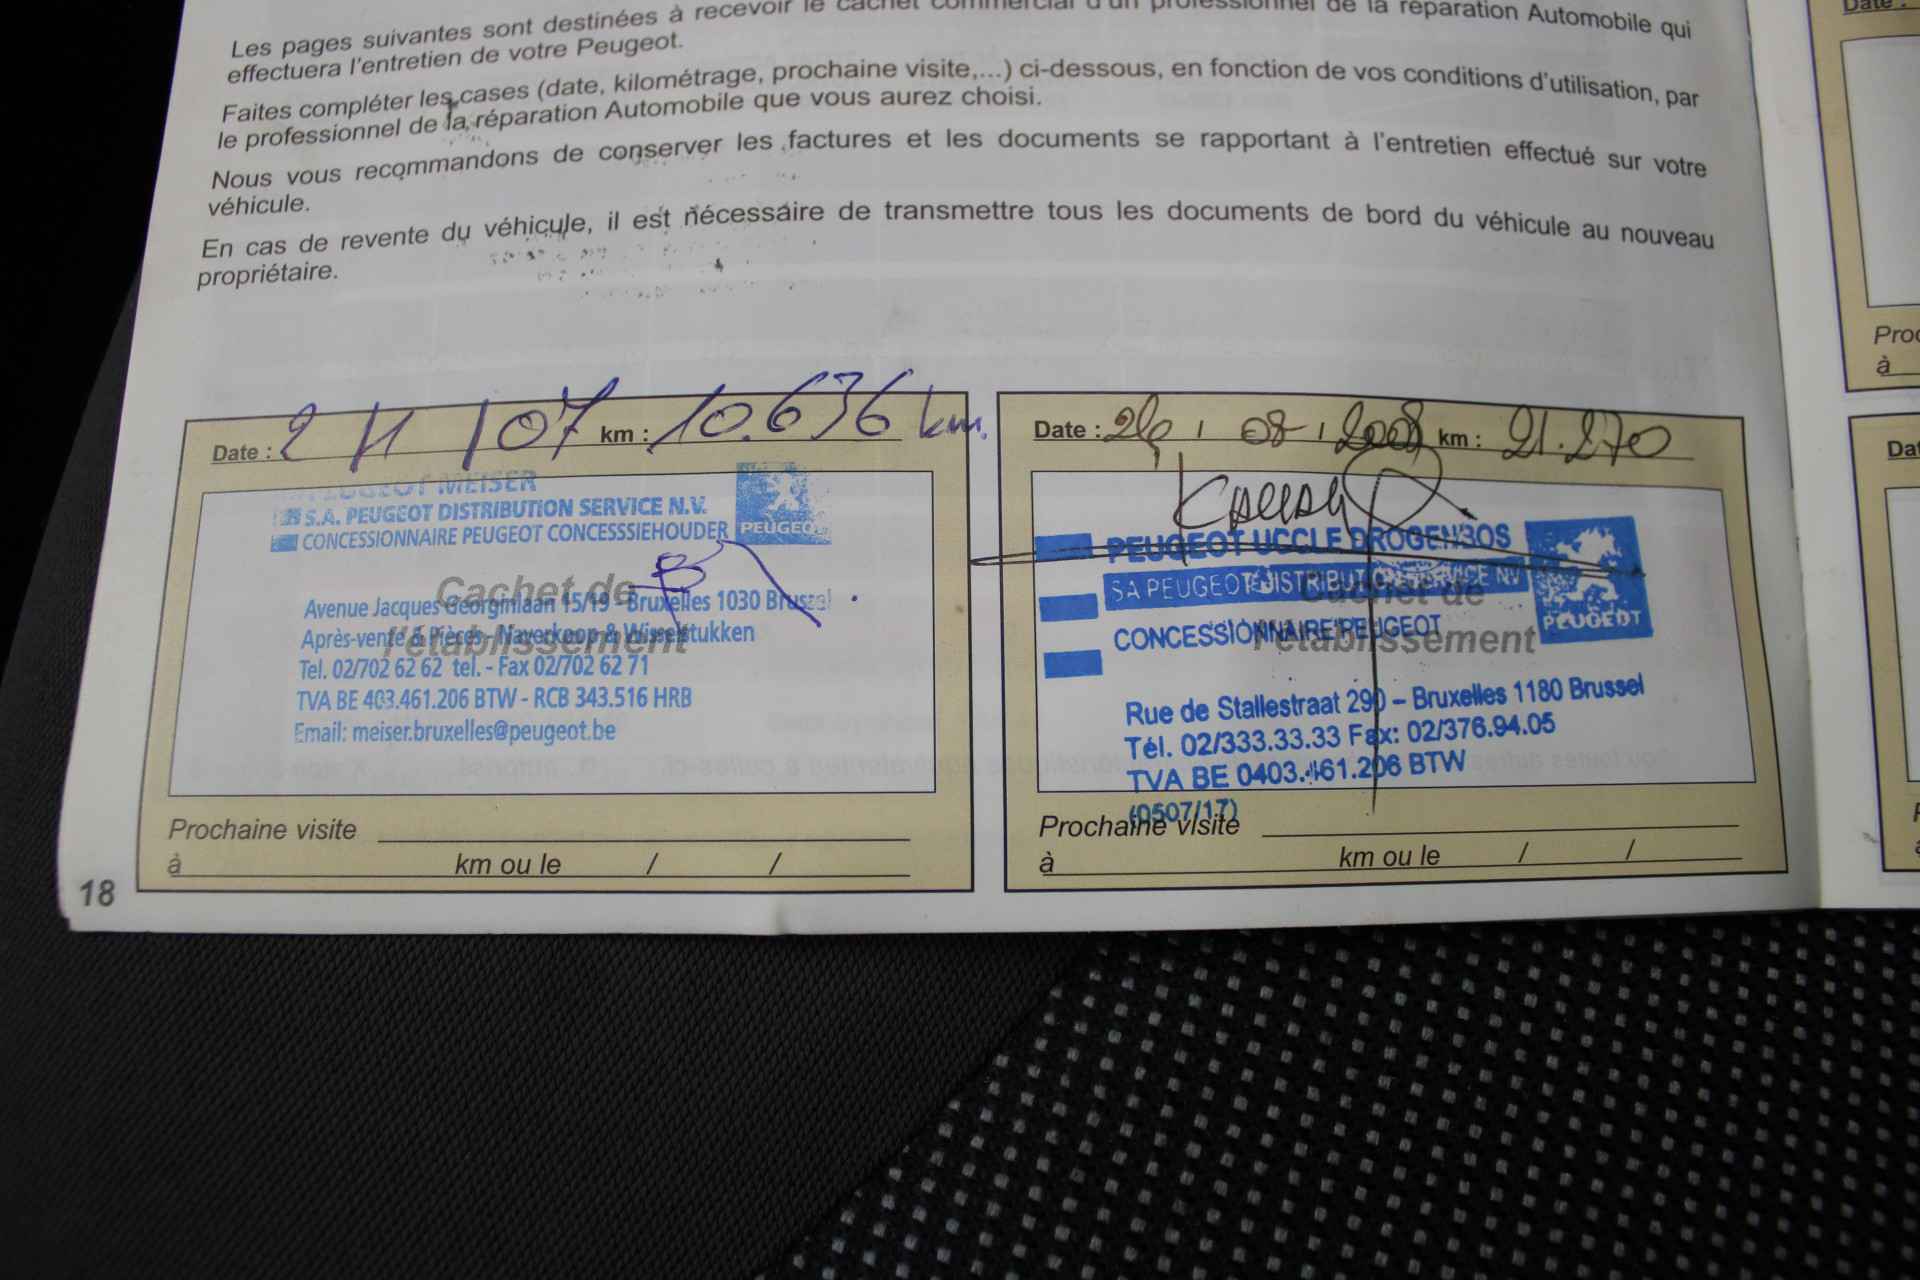 Les pages suivantes sont destinées à recevoir le cachet commercial d'un professionnel de la réparation Automobile qui
effectuera l'entretien de votre Peugeot.
Faites compléter les cases (date, kilométrage, prochaine visite,...) ci-dessous, en fonction de vos conditions d'utilisation, par
le professionnel de la réparation Automobile que vous aurez choisi.
Nous vous recommandons de conserver les factures et les documents se rapportant à l'entretien effectué sur votre
véhicule.
En cas de revente du véhicule, il est nécessaire de transmettre tous les documents de bord du véhicule au nouveau
propriétaire.
Date : 2 / 07 km : 10.636 km.
PEUGEOT MEISER
S.A. PEUGEOT DISTRIBUTION SERVICE N.V.
CONCESSIONNAIRE PEUGEOT CONCESSSIEHOUDER
PEUGEOT
Cachet de
l'établissement
Avenue Jacques Georginlaan 15/19 - Bruxelles 1030 Brussel
Après-vente & Pièces - Naverkoop & Wisselstukken
Tel. 02/702 62 62 tel. - Fax 02/702 62 71
TVA BE 403.461.206 BTW - RCB 343.516 HRB
Email: meiser.bruxelles@peugeot.be
Prochaine visite
à km ou le / /
18
Date : 26 / 08 / 2008 km : 21.270
PEUGEOT UCCLE DROGENBOS
SA PEUGEOT DISTRIBUTION SERVICE NV
CONCESSIONNAIRE PEUGEOT
PEUGEOT
Cachet de
l'établissement
Rue de Stallestraat 290 – Bruxelles 1180 Brussel
Tél. 02/333.33.33 Fax: 02/376.94.05
TVA BE 0403.461.206 BTW
(0507/17)
Prochaine visite
à km ou le / /
Date :
à